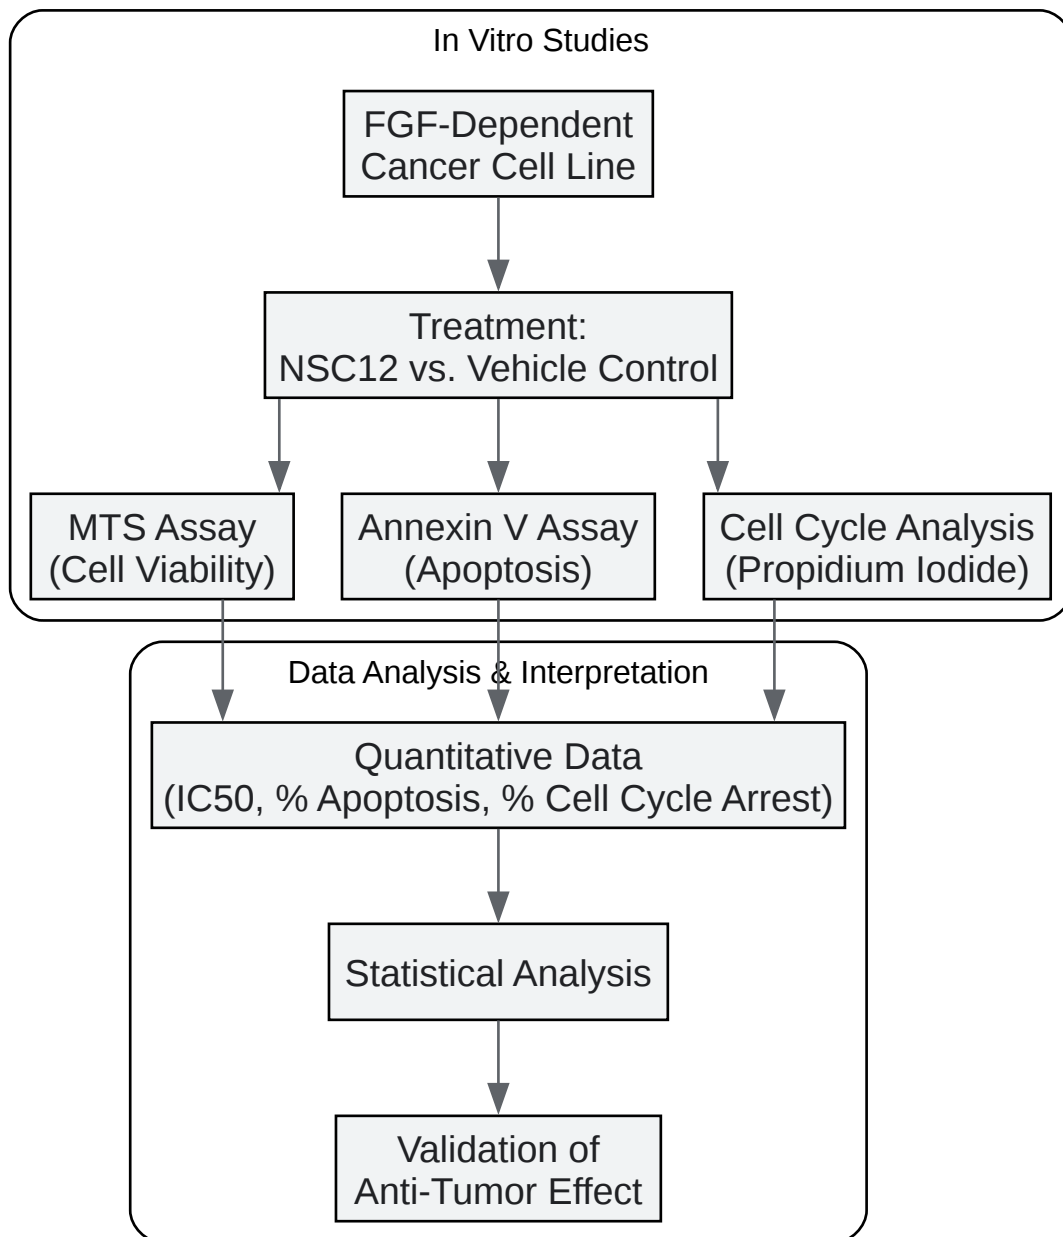 In Vitro Studies
FGF-Dependent
Cancer Cell Line
Treatment:
NSC12 vs. Vehicle Control
MTS Assay
(Cell Viability)
Annexin V Assay
(Apoptosis)
Cell Cycle Analysis
(Propidium Iodide)
Data Analysis & Interpretation
Quantitative Data
(IC50, % Apoptosis, % Cell Cycle Arrest)
Statistical Analysis
Validation of
Anti-Tumor Effect